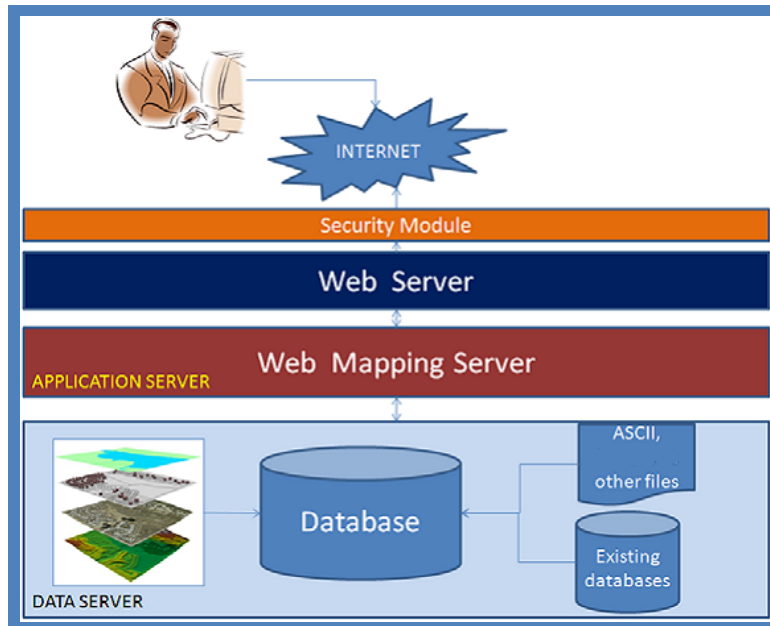 INTERNET
Security Module
Web Server
Web Mapping Server
APPLICATION SERVER
ASCII,
other files
Database
Existing
databases
DATA SERVER